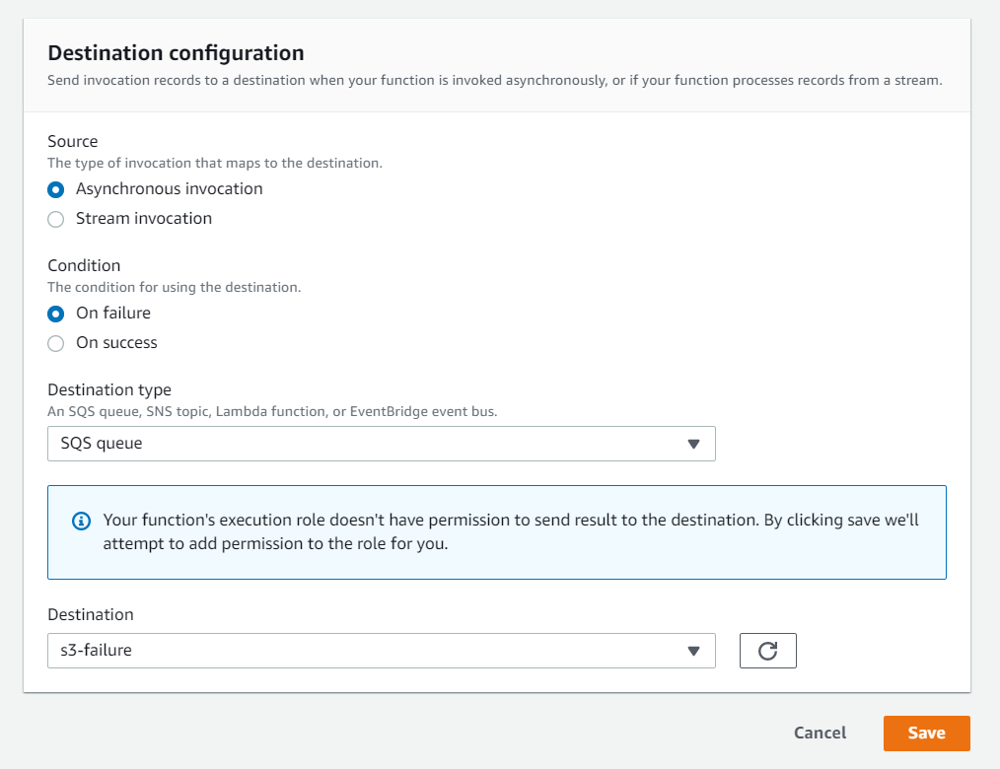 Destination configuration
Send invocation records to a destination when your function is invoked asynchronously, or if your function processes records from a stream.
Source
The type of invocation that maps to the destination.
Asynchronous invocation
Stream invocation
Condition
The condition for using the destination.
On failure
On success
Destination type
An SQS queue, SNS topic, Lambda function, or EventBridge event bus.
SQS queue
Your function's execution role doesn't have permission to send result to the destination. By clicking save we'll
attempt to add permission to the role for you.
Destination
s3-failure
Cancel
Save